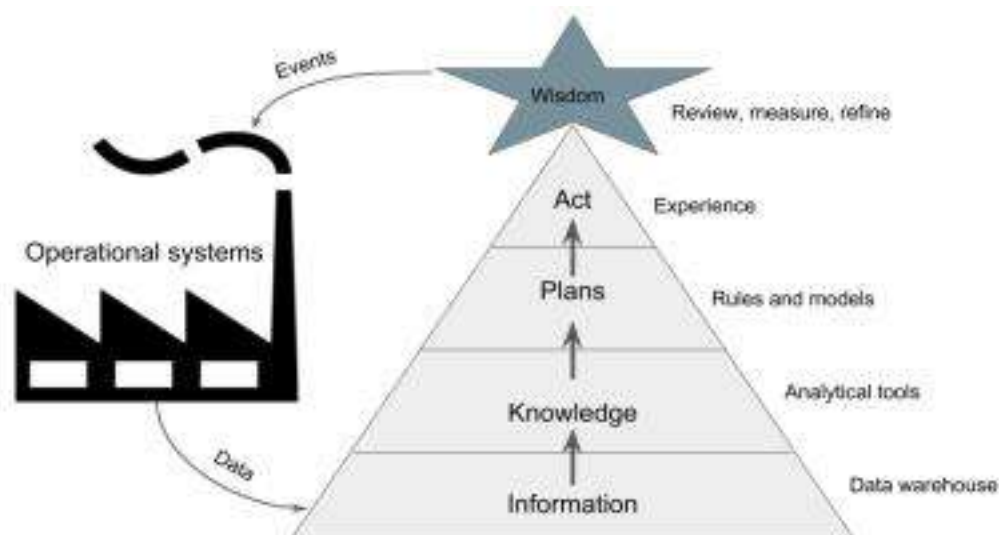 Events
Wisdom
Review, measure, refine
Act
Experience
Operational systems
Plans
Rules and models
Analytical tools
Knowledge
Data
Data warehouse
Information